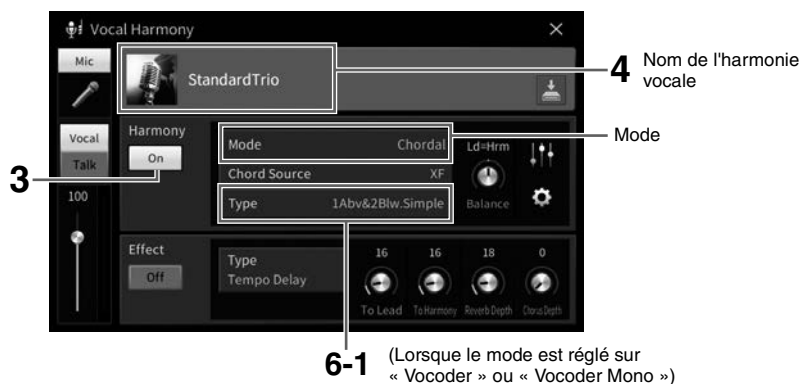 Vocal Harmony
Mic
StandardTrio
4 Nom de l'harmonie
vocale
Vocal
Talk
Harmony
On
Mode Chordal
Mode
Chord Source XF
Type 1Abv&2Blw.Simple
Ld=Hrm
Balance
3
100
Effect
Off
Type
Tempo Delay
16 16 18 0
To Lead To Harmony Reverb Depth Chorus Depth
6-1 (Lorsque le mode est réglé sur
« Vocoder » ou « Vocoder Mono »)